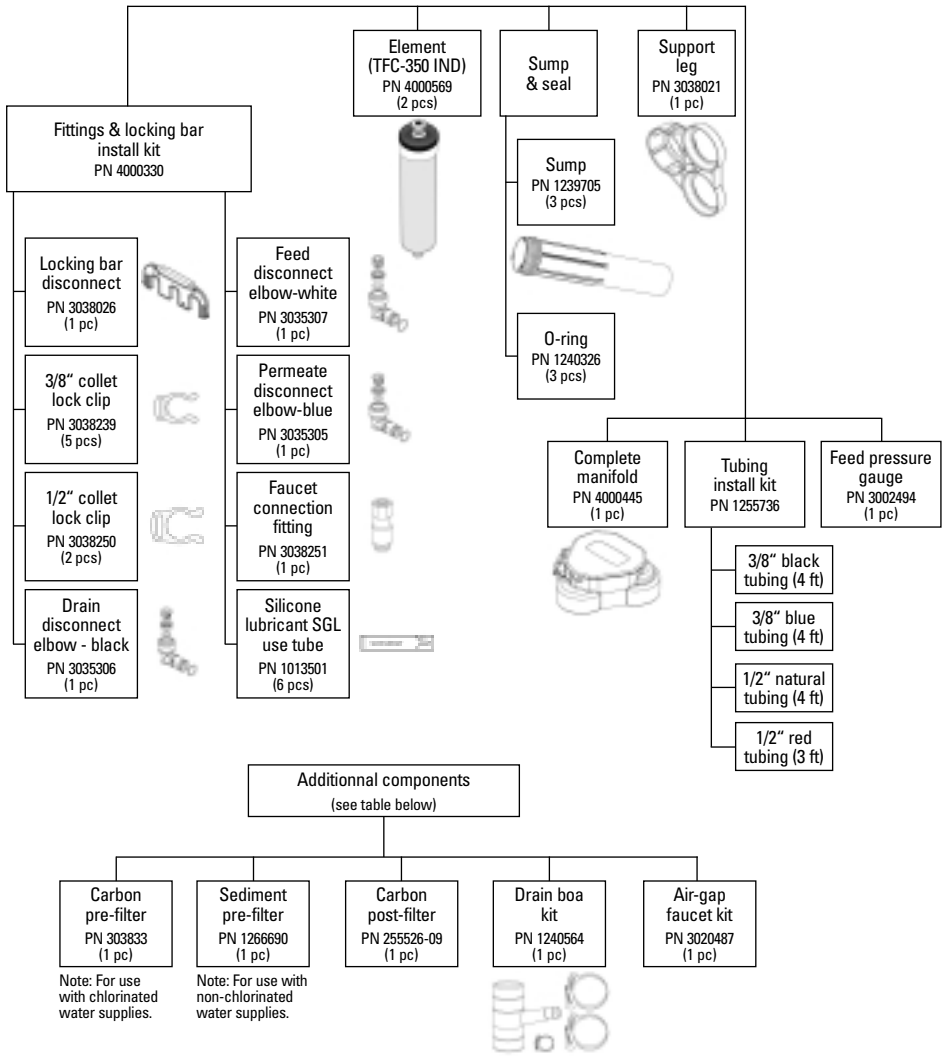 Element
(TFC-350 IND)
PN 4000569
(2 pcs)
Sump
& seal
Support
leg
PN 3038021
(1 pc)
Fittings & locking bar
install kit
PN 4000330
Sump
PN 1239705
(3 pcs)
O-ring
PN 1240326
(3 pcs)
Locking bar
disconnect
PN 3038026
(1 pc)
3/8“ collet
lock clip
PN 3038239
(5 pcs)
1/2“ collet
lock clip
PN 3038250
(2 pcs)
Drain
disconnect
elbow - black
PN 3035306
(1 pc)
Feed
disconnect
elbow-white
PN 3035307
(1 pc)
Permeate
disconnect
elbow-blue
PN 3035305
(1 pc)
Faucet
connection
fitting
PN 3038251
(1 pc)
Silicone
lubricant SGL
use tube
PN 1013501
(6 pcs)
Complete
manifold
PN 4000445
(1 pc)
Tubing
install kit
PN 1255736
Feed pressure
gauge
PN 3002494
(1 pc)
3/8“ black
tubing (4 ft)
3/8“ blue
tubing (4 ft)
1/2“ natural
tubing (4 ft)
1/2“ red
tubing (3 ft)
Additionnal components
(see table below)
Carbon
pre-filter
PN 303833
(1 pc)
Note: For use
with chlorinated
water supplies.
Sediment
pre-filter
PN 1266690
(1 pc)
Note: For use with
non-chlorinated
water supplies.
Carbon
post-filter
PN 255526-09
(1 pc)
Drain boa
kit
PN 1240564
(1 pc)
Air-gap
faucet kit
PN 3020487
(1 pc)